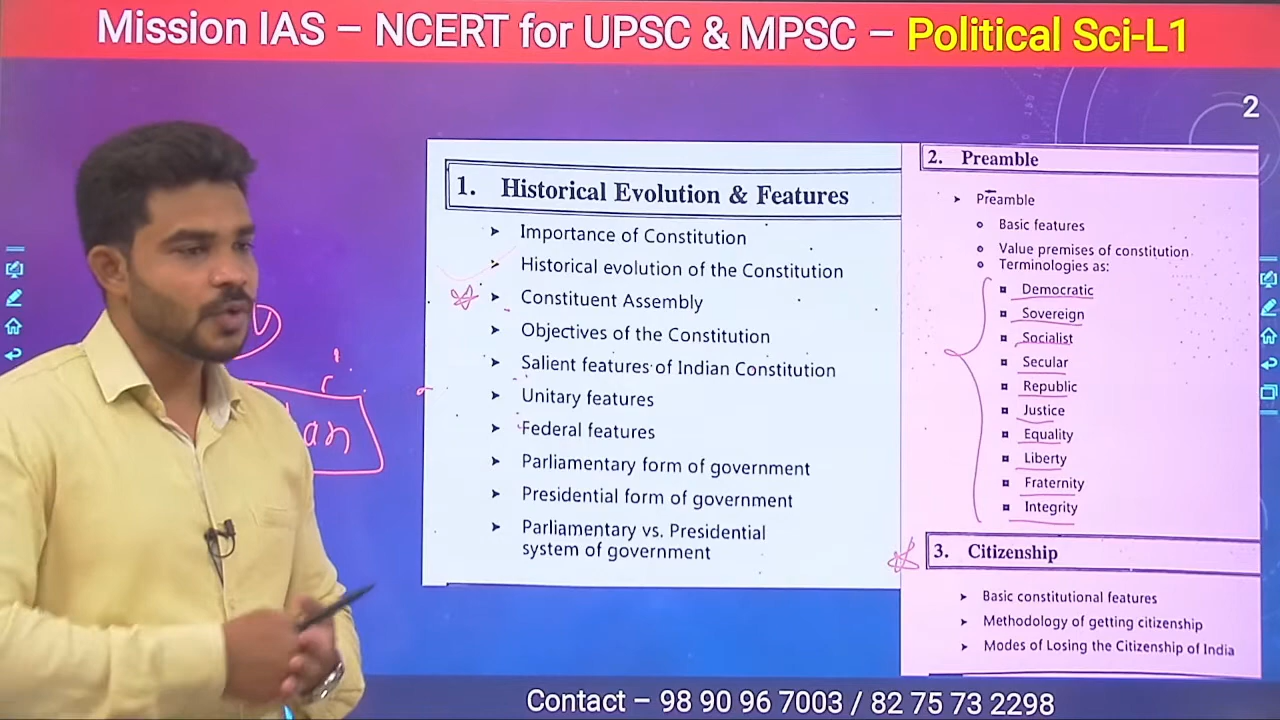 Mission IAS – NCERT for UPSC & MPSC – Political Sci-L1
2
1. Historical Evolution & Features
➤ Importance of Constitution
➤ Historical evolution of the Constitution
➤ Constituent Assembly
➤ Objectives of the Constitution
➤ Salient features of Indian Constitution
➤ Unitary features
➤ Federal features
➤ Parliamentary form of government
➤ Presidential form of government
➤ Parliamentary vs. Presidential
system of government
2. Preamble
➤ Preamble
Basic features
Value premises of constitution
Terminologies as:
Democratic
Sovereign
Socialist
Secular
Republic
Justice
Equality
Liberty
Fraternity
Integrity
3. Citizenship
➤ Basic constitutional features
➤ Methodology of getting citizenship
➤ Modes of Losing the Citizenship of India
Contact – 98 90 96 7003 / 82 75 73 2298